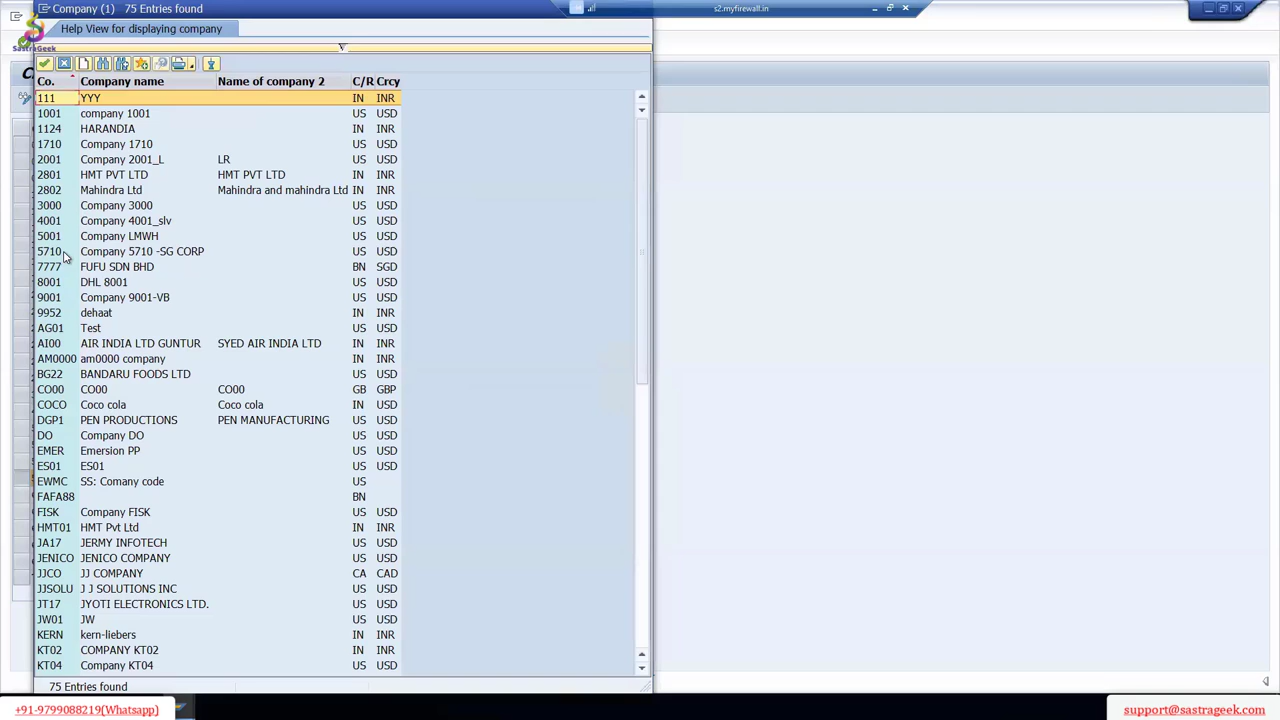 Company (1) 75 Entries found
s2.myfirewall.in
Help View for displaying company
SastraGeek
Co. Company name Name of company 2 C/R Crcy
111 YYY IN INR
1001 company 1001 US USD
1124 HARANDIA IN INR
1710 Company 1710 US USD
2001 Company 2001_L LR US USD
2801 HMT PVT LTD HMT PVT LTD IN INR
2802 Mahindra Ltd Mahindra and mahindra Ltd IN INR
3000 Company 3000 US USD
4001 Company 4001_slv US USD
5001 Company LMWH US USD
5710 Company 5710 -SG CORP US USD
7777 FUFU SDN BHD BN SGD
8001 DHL 8001 US USD
9001 Company 9001-VB US USD
9952 dehaat IN INR
AG01 Test US USD
AI00 AIR INDIA LTD GUNTUR SYED AIR INDIA LTD IN INR
AM0000 am0000 company IN INR
BG22 BANDARU FOODS LTD US USD
CO00 CO00 CO00 GB GBP
COCO Coco cola Coco cola IN USD
DGP1 PEN PRODUCTIONS PEN MANUFACTURING US USD
DO Company DO US USD
EMER Emersion PP US USD
ES01 ES01 US USD
EWMC SS: Comany code US
FAFA88 BN
FISK Company FISK US USD
HMT01 HMT Pvt Ltd IN INR
JA17 JERMY INFOTECH US USD
JENICO JENICO COMPANY US USD
JJCO JJ COMPANY CA CAD
JJSOLU J J SOLUTIONS INC US USD
JT17 JYOTI ELECTRONICS LTD. US USD
JW01 JW US USD
KERN kern-liebers IN INR
KT02 COMPANY KT02 IN INR
KT04 Company KT04 US USD
75 Entries found
+91-9799088219(Whatsapp)
support@sastrageek.com